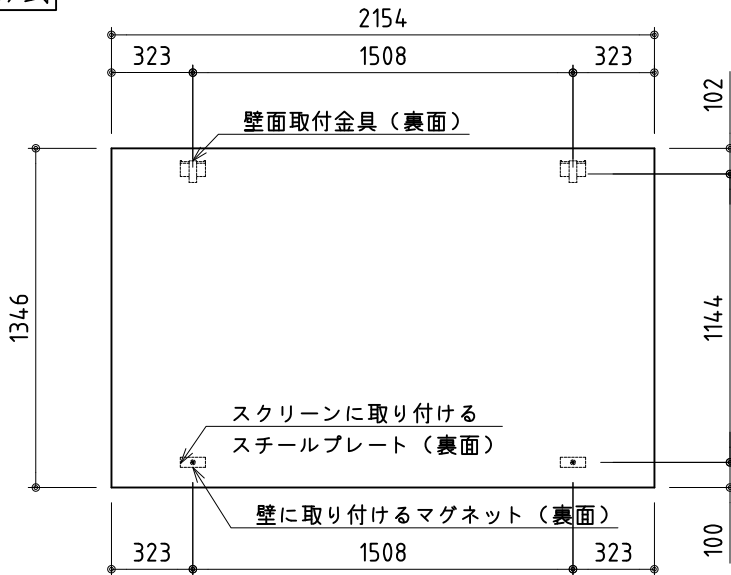 2154
323 1508 323
102
壁面取付金具（裏面）
1346
1144
スクリーンに取り付ける
スチールプレート（裏面）
壁に取り付けるマグネット（裏面）
323 1508 323
100